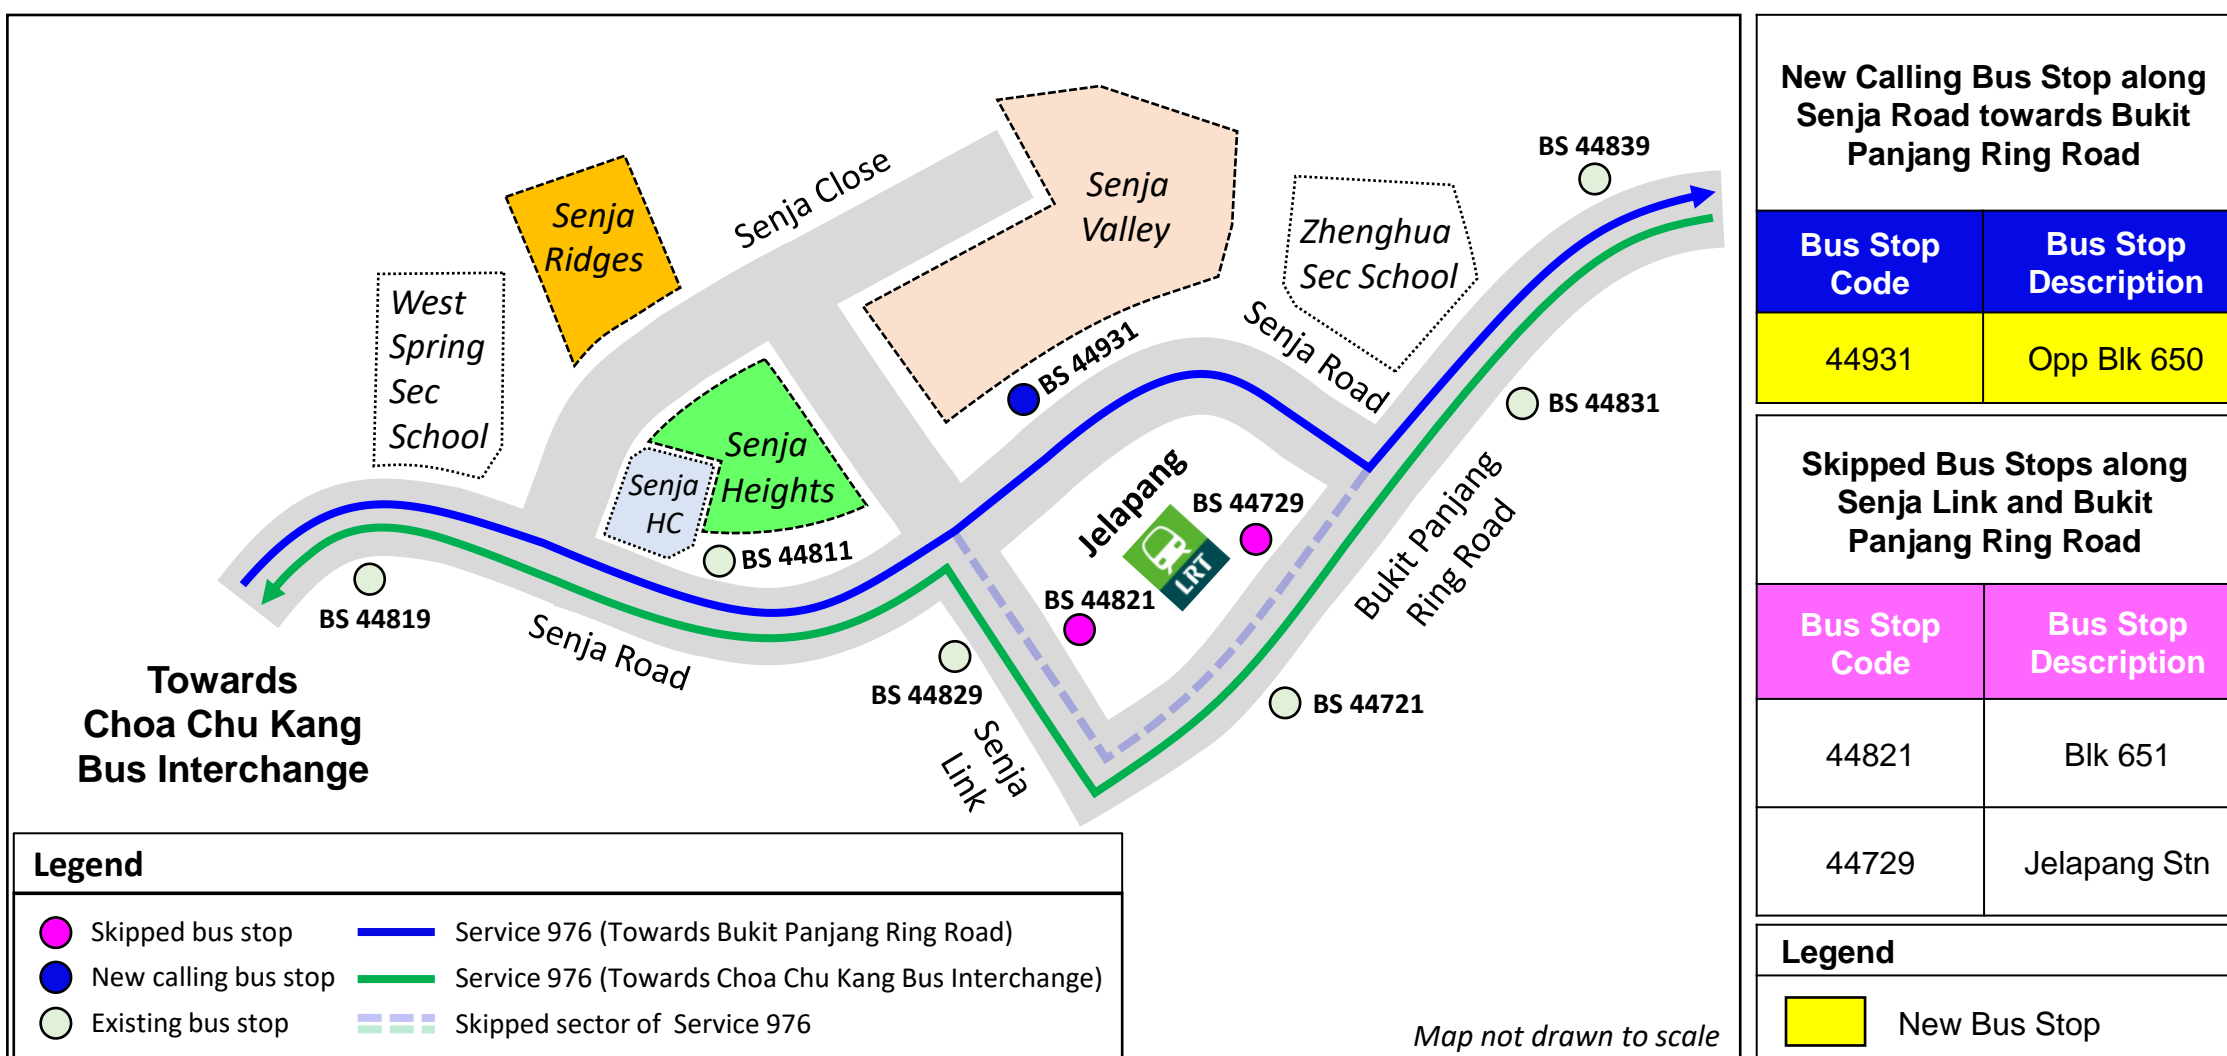 Senja Close
Senja
Ridges
Senja
Valley
BS 44839
Zhenghua
Sec School
West
Spring
Sec
School
Senja Road
BS 44931
BS 44831
Senja
Heights
Senja
HC
BS 44811
Jelapang
LRT
BS 44729
BS 44821
Bukit Panjang
Ring Road
BS 44819
Senja Road
BS 44829
BS 44721
Senja
Link
Towards
Choa Chu Kang
Bus Interchange
Legend
Skipped bus stop
New calling bus stop
Existing bus stop
Service 976 (Towards Bukit Panjang Ring Road)
Service 976 (Towards Choa Chu Kang Bus Interchange)
Skipped sector of Service 976
Map not drawn to scale
New Calling Bus Stop along
Senja Road towards Bukit
Panjang Ring Road
Bus Stop
Code
Bus Stop
Description
44931
Opp Blk 650
Skipped Bus Stops along
Senja Link and Bukit
Panjang Ring Road
Bus Stop
Code
Bus Stop
Description
44821
Blk 651
44729
Jelapang Stn
Legend
New Bus Stop